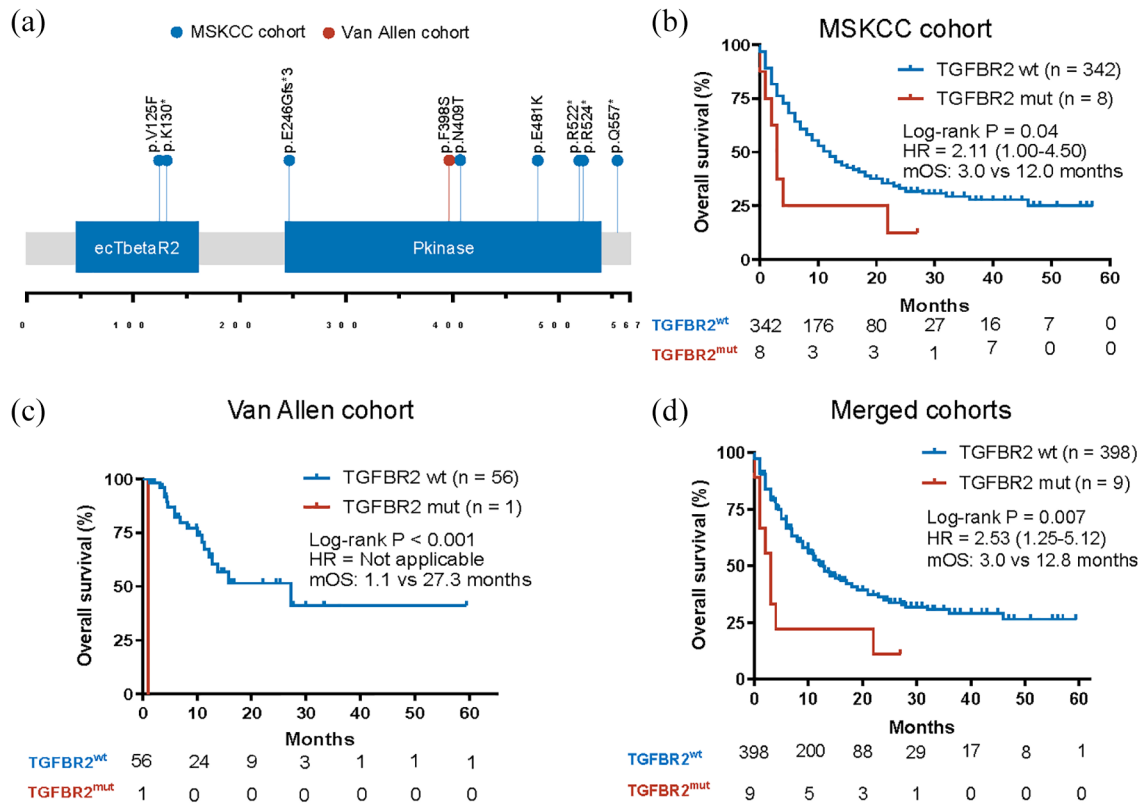 (a)
MSKCC cohort Van Allen cohort
p.V125F
p.K130*
p.E246Gfs*3
p.F398S
p.N409T
p.E481K
p.R522*
p.R524*
p.Q557*
ecTbetaR2 Pkinase
0 100 200 300 400 500 567
(b)
MSKCC cohort
TGFBR2 wt (n = 342)
TGFBR2 mut (n = 8)
Log-rank P = 0.04
HR = 2.11 (1.00-4.50)
mOS: 3.0 vs 12.0 months
Overall survival (%)
100
75
50
25
0
0 10 20 30 40 50 60
Months
TGFBR2wt 342 176 80 27 16 7 0
TGFBR2mut 8 3 3 1 7 0 0
(c)
Van Allen cohort
TGFBR2 wt (n = 56)
TGFBR2 mut (n = 1)
Log-rank P < 0.001
HR = Not applicable
mOS: 1.1 vs 27.3 months
Overall survival (%)
100
75
50
25
0
0 10 20 30 40 50 60
Months
TGFBR2wt 56 24 9 3 1 1 1
TGFBR2mut 1 0 0 0 0 0 0
(d)
Merged cohorts
TGFBR2 wt (n = 398)
TGFBR2 mut (n = 9)
Log-rank P = 0.007
HR = 2.53 (1.25-5.12)
mOS: 3.0 vs 12.8 months
Overall survival (%)
100
75
50
25
0
0 10 20 30 40 50 60
Months
TGFBR2wt 398 200 88 29 17 8 1
TGFBR2mut 9 5 3 1 0 0 0